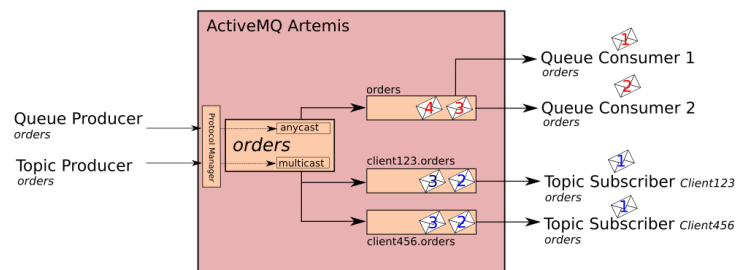 ActiveMQ Artemis
1
Queue Consumer 1
orders
orders
4 3
2
Queue Consumer 2
orders
Queue Producer
orders
Protocol Manager
anycast
orders
multicast
Topic Producer
orders
client123.orders
3 2
1
Topic Subscriber Client123
orders
3 2
client456.orders
1
Topic Subscriber Client456
orders